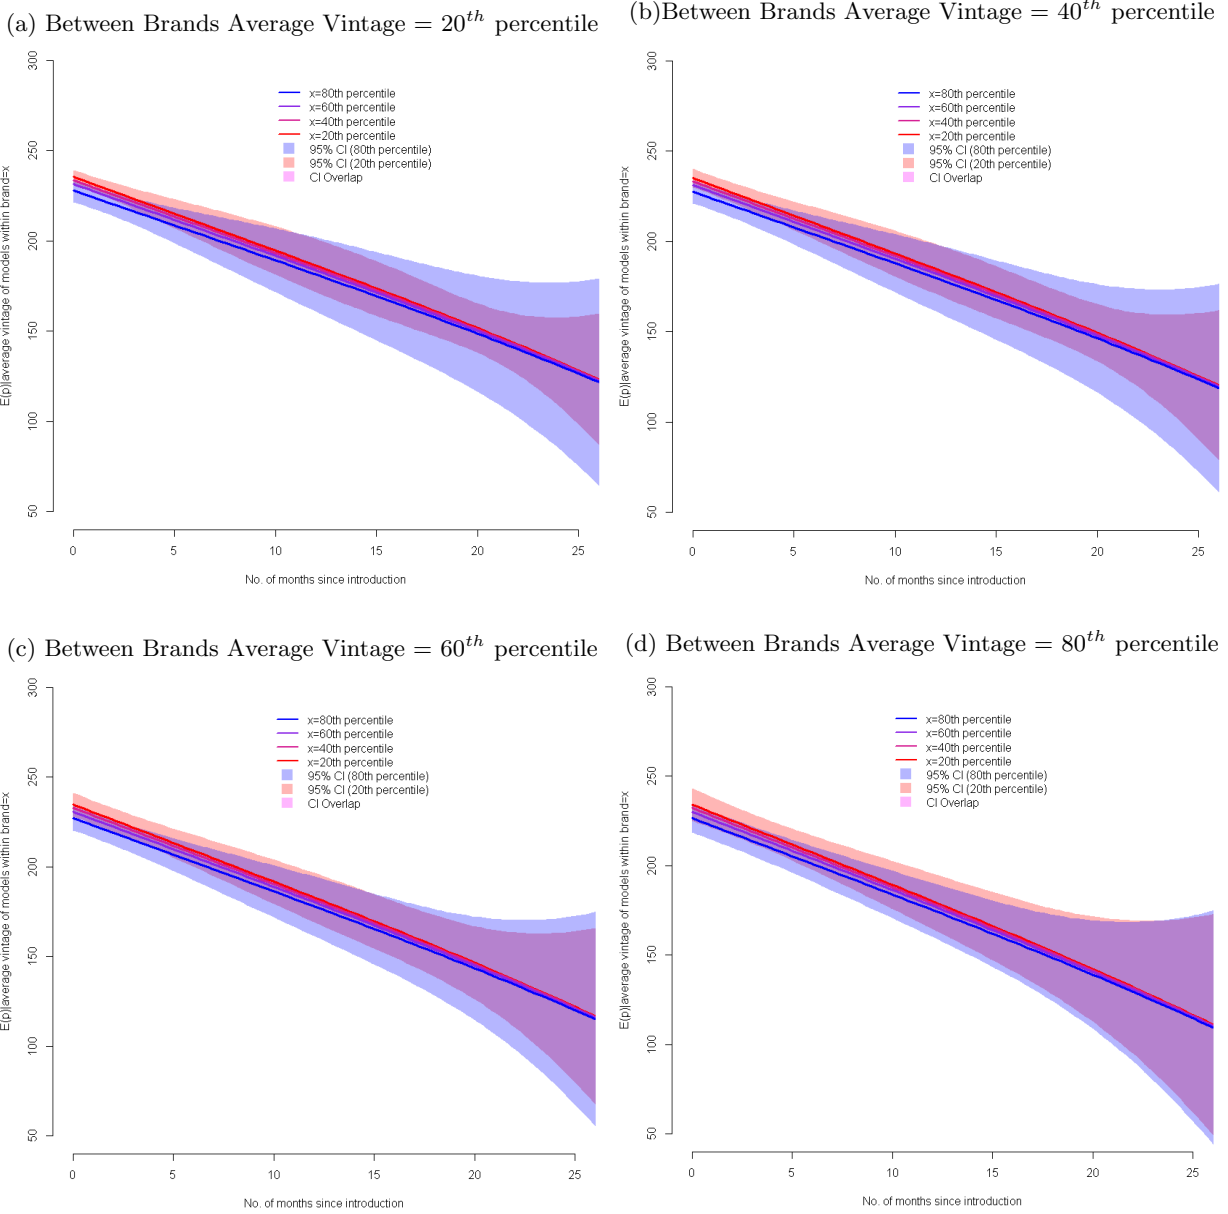 (a) Between Brands Average Vintage = 20th percentile
E(p)|average vintage of models within brand=x
300
250
200
150
100
50
x=80th percentile
x=60th percentile
x=40th percentile
x=20th percentile
95% CI (80th percentile)
95% CI (20th percentile)
CI Overlap
0 5 10 15 20 25
No. of months since introduction
(b)Between Brands Average Vintage = 40th percentile
E(p)|average vintage of models within brand=x
300
250
200
150
100
50
x=80th percentile
x=60th percentile
x=40th percentile
x=20th percentile
95% CI (80th percentile)
95% CI (20th percentile)
CI Overlap
0 5 10 15 20 25
No. of months since introduction
(c) Between Brands Average Vintage = 60th percentile
E(p)|average vintage of models within brand=x
300
250
200
150
100
50
x=80th percentile
x=60th percentile
x=40th percentile
x=20th percentile
95% CI (80th percentile)
95% CI (20th percentile)
CI Overlap
0 5 10 15 20 25
No. of months since introduction
(d) Between Brands Average Vintage = 80th percentile
E(p)|average vintage of models within brand=x
300
250
200
150
100
50
x=80th percentile
x=60th percentile
x=40th percentile
x=20th percentile
95% CI (80th percentile)
95% CI (20th percentile)
CI Overlap
0 5 10 15 20 25
No. of months since introduction